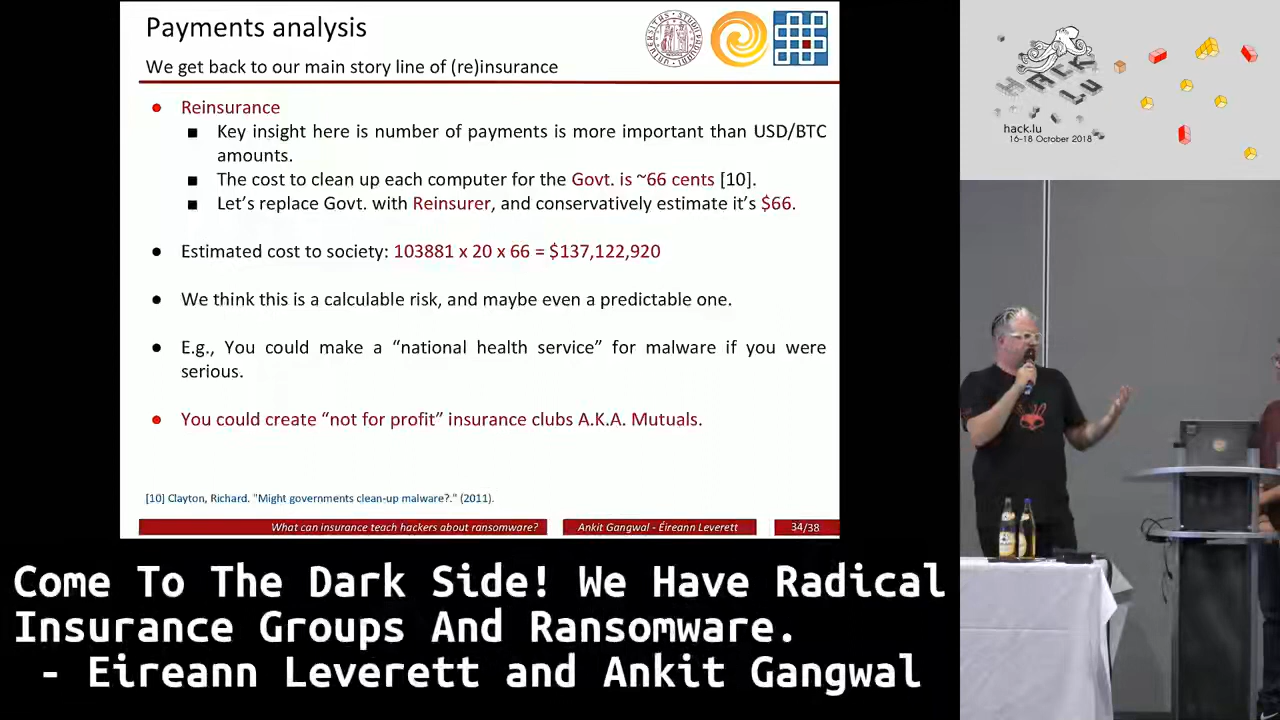 Payments analysis
We get back to our main story line of (re)insurance
● Reinsurance
■ Key insight here is number of payments is more important than USD/BTC
amounts.
■ The cost to clean up each computer for the Govt. is ~66 cents [10].
■ Let's replace Govt. with Reinsurer, and conservatively estimate it's $66.
● Estimated cost to society: 103881 x 20 x 66 = $137,122,920
● We think this is a calculable risk, and maybe even a predictable one.
● E.g., You could make a “national health service” for malware if you were
serious.
● You could create “not for profit” insurance clubs A.K.A. Mutuals.
[10] Clayton, Richard. "Might governments clean-up malware?." (2011).
What can insurance teach hackers about ransomware?
Ankit Gangwal - Éireann Leverett
34/38
hack.lu
16-18 October 2018
Come To The Dark Side! We Have Radical
Insurance Groups And Ransomware.
- Eireann Leverett and Ankit Gangwal